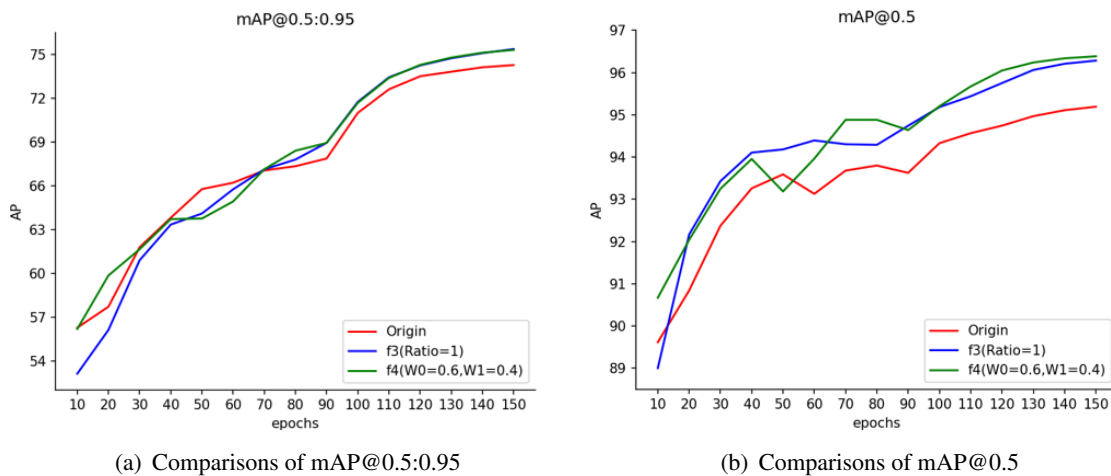 mAP@0.5:0.95
AP
75
72
69
66
63
60
57
54
Origin
f3(Ratio=1)
f4(W0=0.6,W1=0.4)
10 20 30 40 50 60 70 80 90 100 110 120 130 140 150
epochs
(a) Comparisons of mAP@0.5:0.95
mAP@0.5
AP
97
96
95
94
93
92
91
90
89
Origin
f3(Ratio=1)
f4(W0=0.6,W1=0.4)
10 20 30 40 50 60 70 80 90 100 110 120 130 140 150
epochs
(b) Comparisons of mAP@0.5